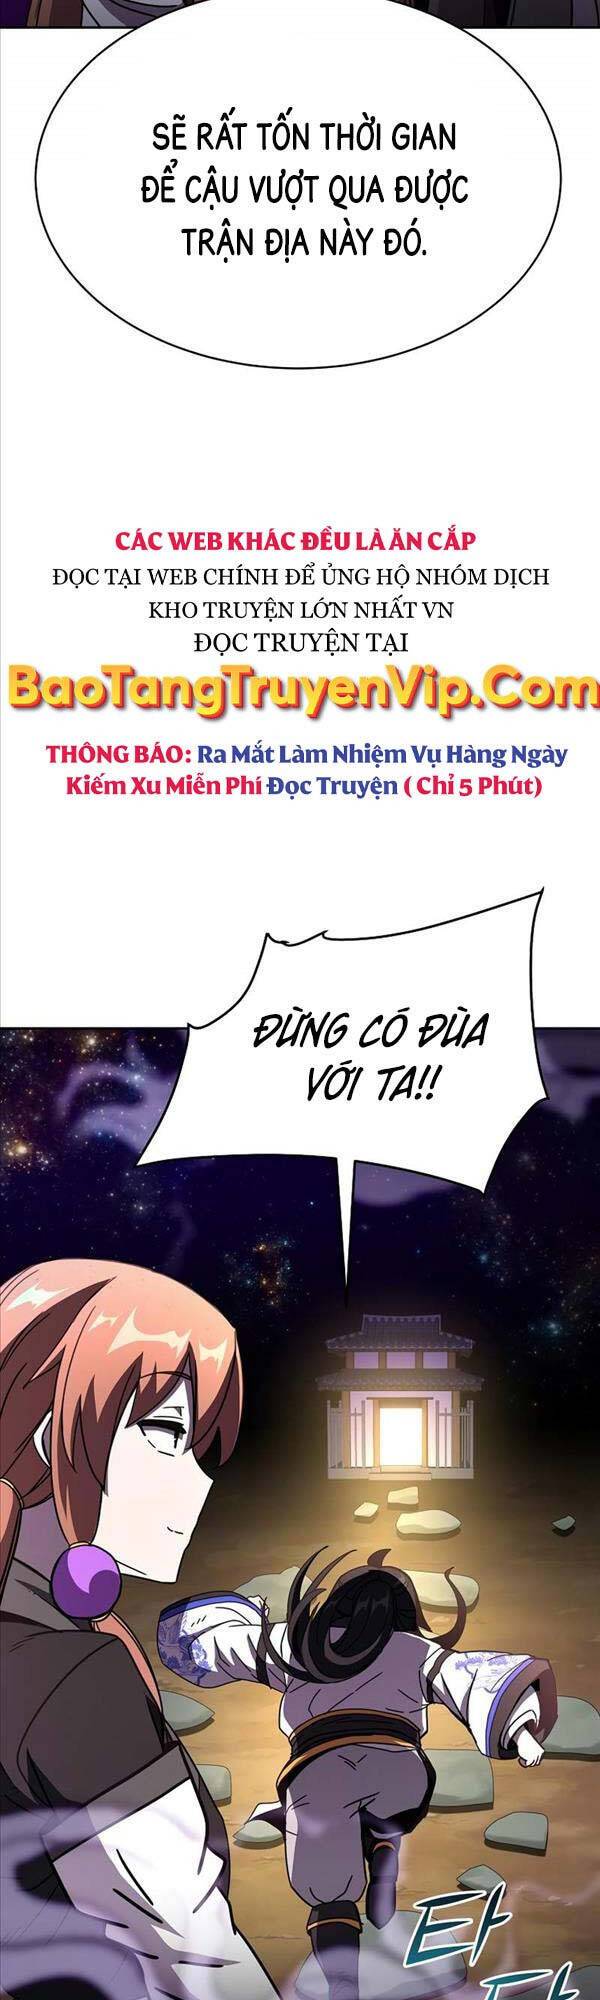 SẼ RẤT TỐN THỜI GIAN
ĐỂ CẬU VƯỢT QUA ĐƯỢC
TRẬN ĐỊA NÀY ĐÓ.
CÁC WEB KHÁC ĐỀU LÀ ĂN CẮP
ĐỌC TẠI WEB CHÍNH ĐỂ ỦNG HỘ NHÓM DỊCH
KHO TRUYỆN LỚN NHẤT VN
ĐỌC TRUYỆN TẠI
BaoTangTruyenVip.Com
THÔNG BÁO: Ra Mắt Làm Nhiệm Vụ Hàng Ngày
Kiếm Xu Miễn Phí Đọc Truyện ( Chỉ 5 Phút)
ĐỪNG CÓ ĐÙA
VỚI TA!!
타